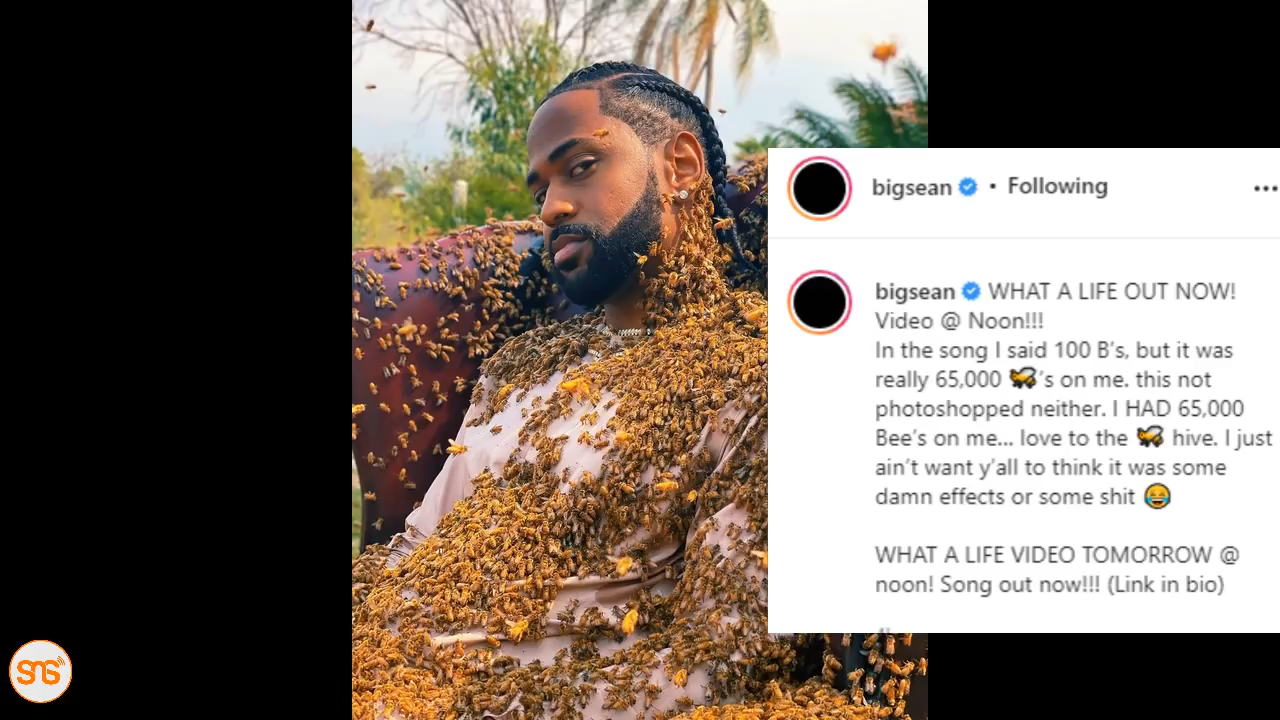 bigsean • Following
bigsean WHAT A LIFE OUT NOW!
Video @ Noon!!!
In the song I said 100 B's, but it was
really 65,000 🐝's on me. this not
photoshopped neither. I HAD 65,000
Bee's on me... love to the 🐝 hive. I just
ain't want y'all to think it was some
damn effects or some shit 😂
WHAT A LIFE VIDEO TOMORROW @
noon! Song out now!!! (Link in bio)
SNS